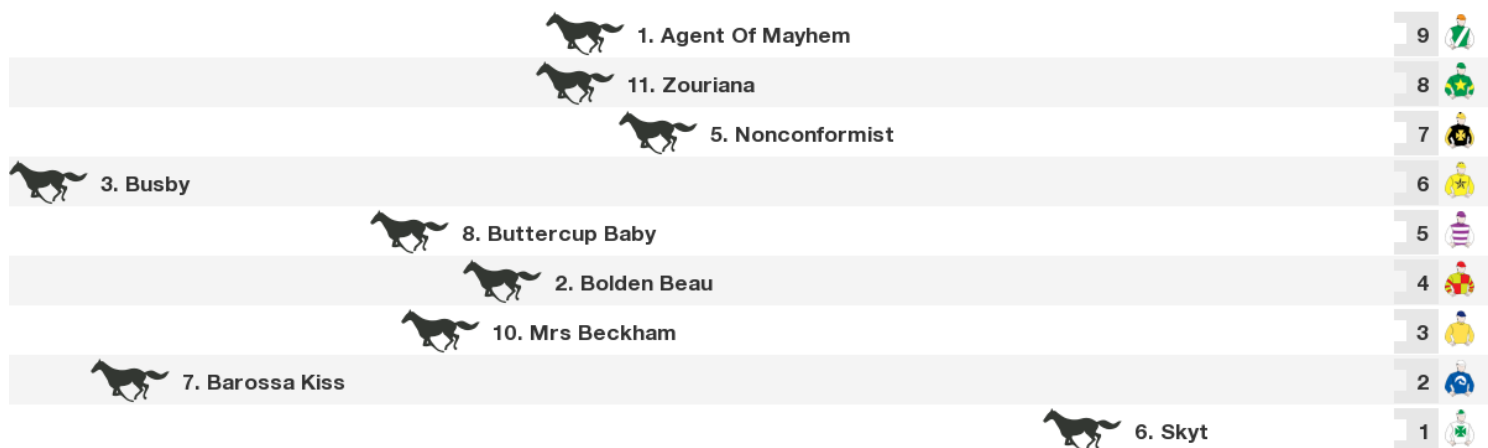 1. Agent Of Mayhem 9
11. Zouriana 8
5. Nonconformist 7
3. Busby 6
8. Buttercup Baby 5
2. Bolden Beau 4
10. Mrs Beckham 3
7. Barossa Kiss 2
6. Skyt 1